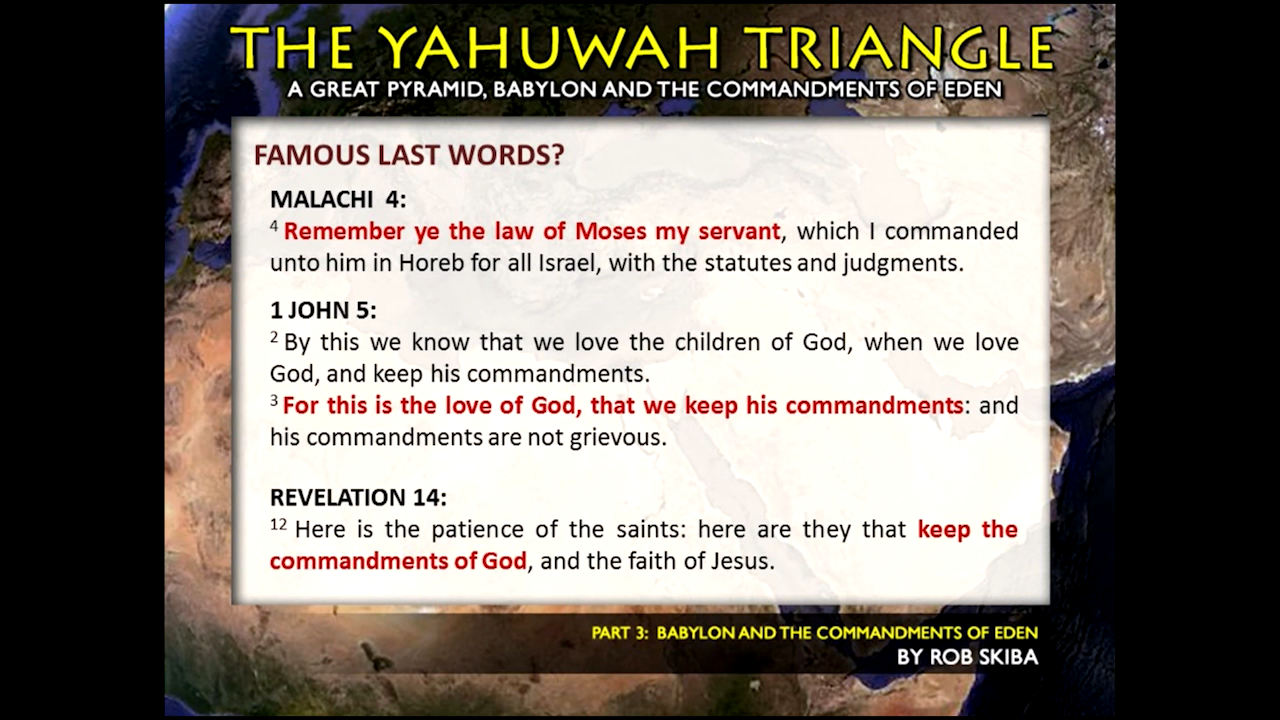 THE YAHUWAH TRIANGLE
A GREAT PYRAMID, BABYLON AND THE COMMANDMENTS OF EDEN
FAMOUS LAST WORDS?
MALACHI 4:
4 Remember ye the law of Moses my servant, which I commanded
unto him in Horeb for all Israel, with the statutes and judgments.
1 JOHN 5:
2 By this we know that we love the children of God, when we love
God, and keep his commandments.
3 For this is the love of God, that we keep his commandments: and
his commandments are not grievous.
REVELATION 14:
12 Here is the patience of the saints: here are they that keep the
commandments of God, and the faith of Jesus.
PART 3: BABYLON AND THE COMMANDMENTS OF EDEN
BY ROB SKIBA